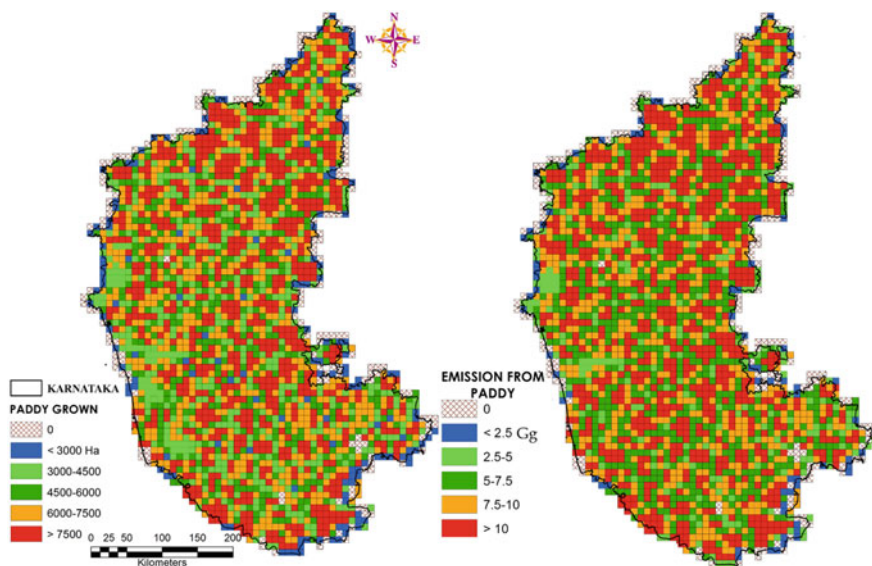 N
W E
S
KARNATAKA
PADDY GROWN
0
< 3000 Ha
3000-4500
4500-6000
6000-7500
> 7500
0 25 50 100 150 200
Kilometers
EMISSION FROM
PADDY
0
< 2.5 Gg
2.5-5
5-7.5
7.5-10
> 10